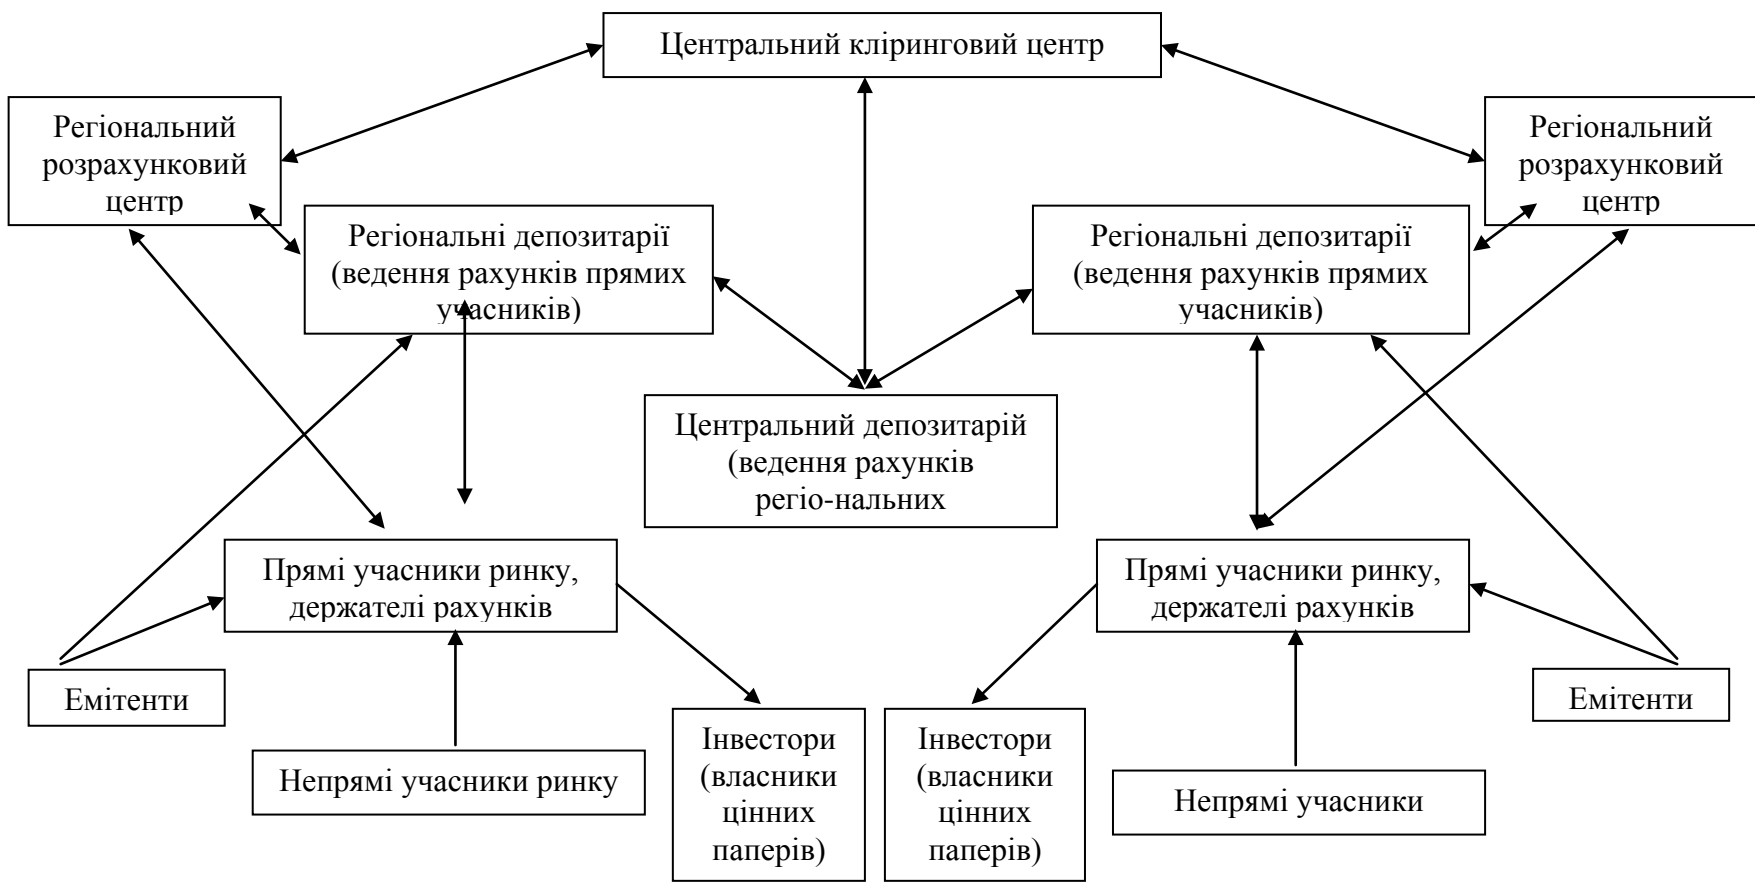 Центральний кліринговий центр
Регіональний
розрахунковий
центр
Регіональний
розрахунковий
центр
Регіональні депозитарії
(ведення рахунків прямих
учасників)
Регіональні депозитарії
(ведення рахунків прямих
учасників)
Центральний депозитарій
(ведення рахунків
регіо-нальних
Прямі учасники ринку,
держателі рахунків
Прямі учасники ринку,
держателі рахунків
Емітенти
Емітенти
Непрямі учасники ринку
Інвестори
(власники
цінних
паперів)
Інвестори
(власники
цінних
паперів)
Непрямі учасники